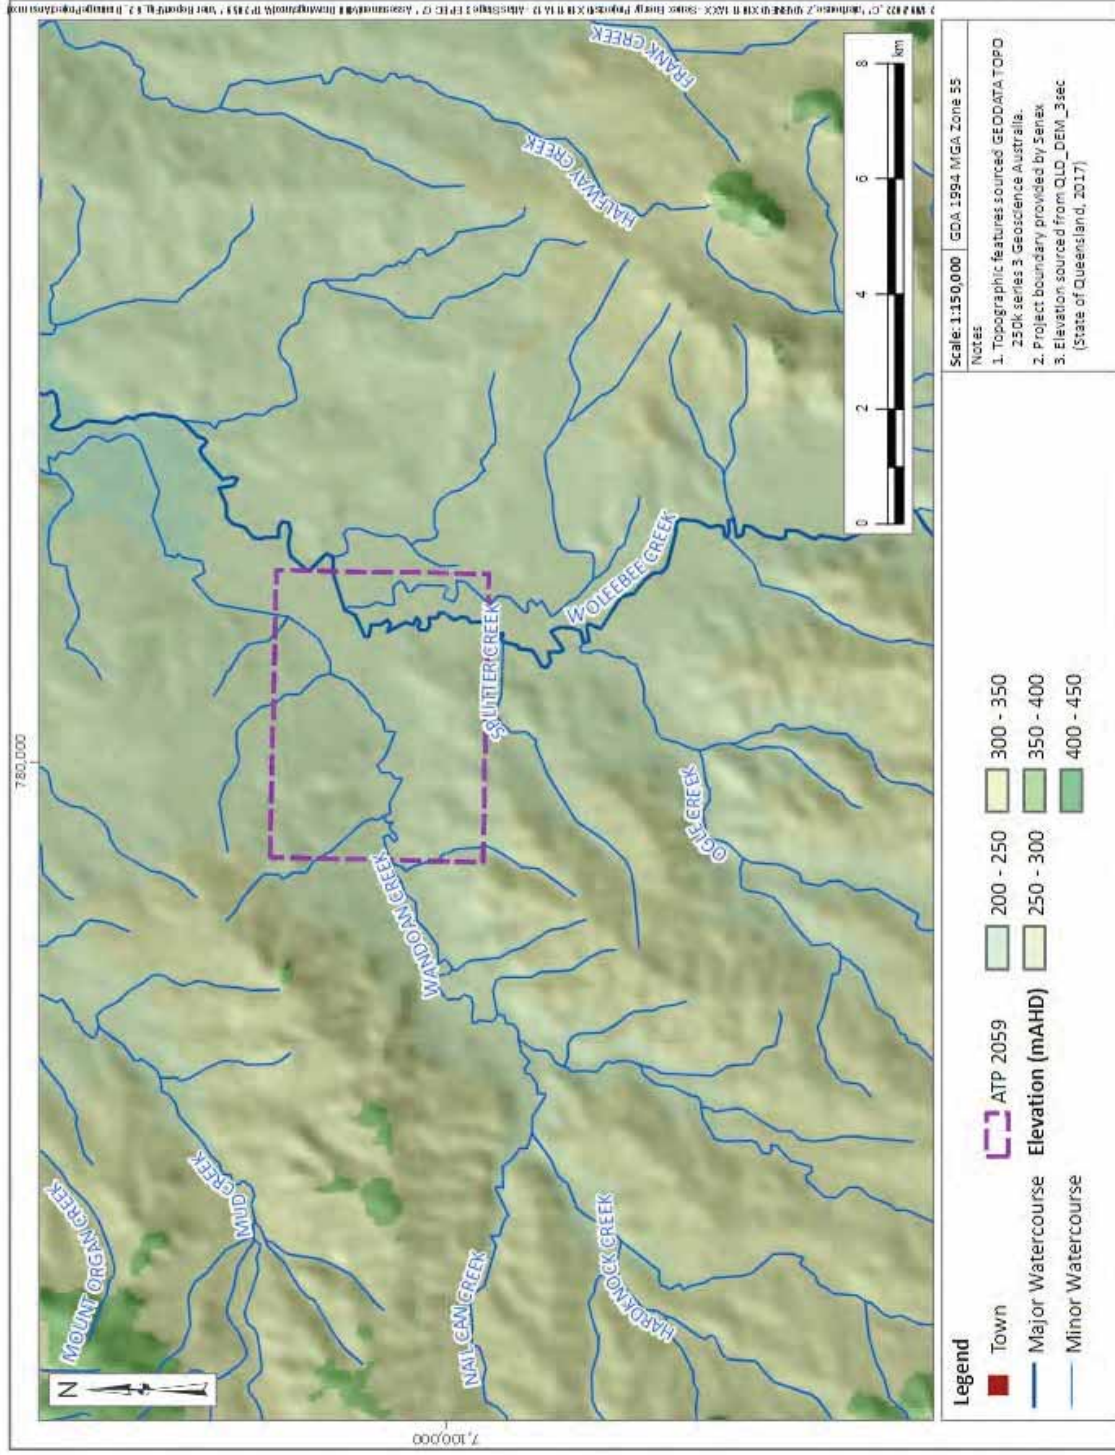 780,000
7,100,000
N
MOUNT ORGAN CREEK
MUD CREEK
NAIL CAN CREEK
HARDKNOCK CREEK
WANDOAN CREEK
OGLE CREEK
SPLITTER CREEK
WOLEEBEE CREEK
HALFWAY CREEK
FRANK CREEK
0 2 4 6 8
km
Legend
Town
Major Watercourse
Minor Watercourse
ATP 2059
Elevation (mAHD)
200 - 250
250 - 300
300 - 350
350 - 400
400 - 450
Scale: 1:150,000 GDA 1994 MGA Zone 55
Notes
1. Topographic features sourced GEODATA TOPO
250k series 3 Geoscience Australia.
2. Project boundary provided by Senex
3. Elevation sourced from QLD_DEM_3sec
(State of Queensland, 2017)